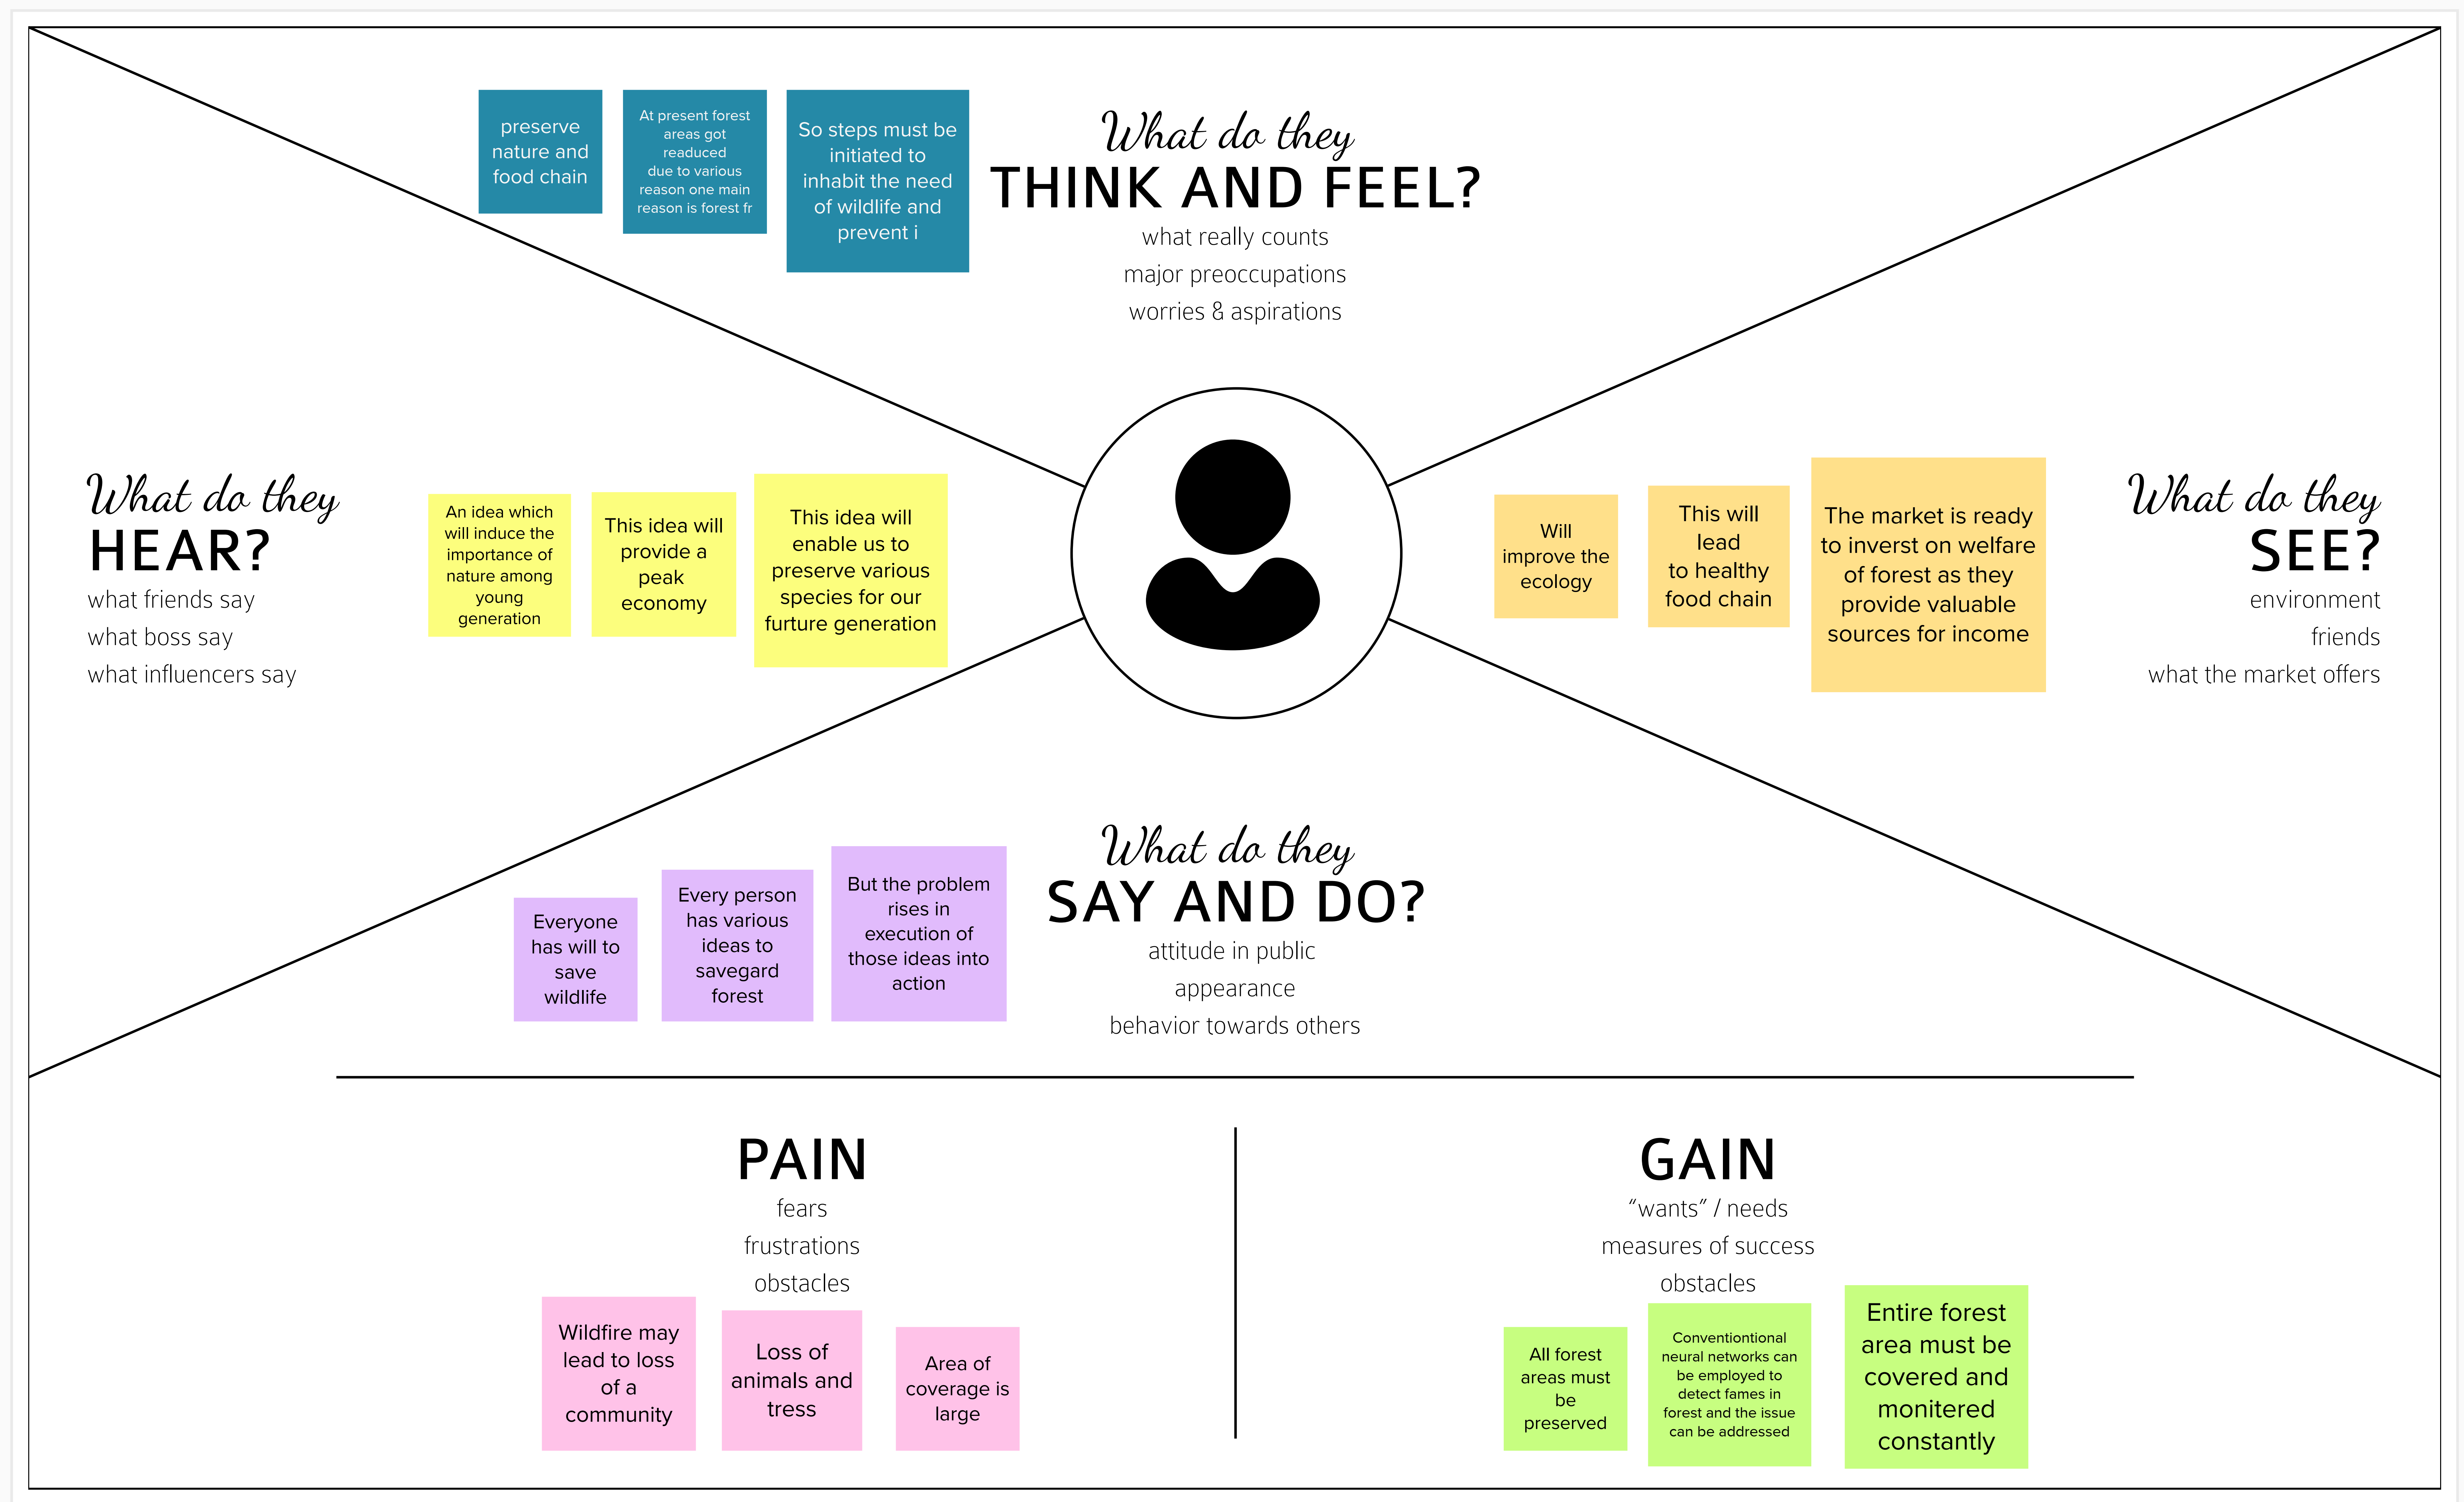 preserve
nature and
food chain
At present forest
areas got
readuced
due to various
reason one main
reason is forest fr
So steps must be
initiated to
inhabit the need
of wildlife and
prevent i
What do they
THINK AND FEEL?
what really counts
major preoccupations
worries & aspirations
What do they
HEAR?
what friends say
what boss say
what influencers say
An idea which
will induce the
importance of
nature among
young
generation
This idea will
provide a
peak
economy
This idea will
enable us to
preserve various
species for our
furture generation
Will
improve the
ecology
This will
lead
to healthy
food chain
The market is ready
to inverst on welfare
of forest as they
provide valuable
sources for income
What do they
SEE?
environment
friends
what the market offers
Everyone
has will to
save
wildlife
Every person
has various
ideas to
savegard
forest
But the problem
rises in
execution of
those ideas into
action
What do they
SAY AND DO?
attitude in public
appearance
behavior towards others
PAIN
fears
frustrations
obstacles
Wildfire may
lead to loss
of a
community
Loss of
animals and
tress
Area of
coverage is
large
GAIN
“wants” / needs
measures of success
obstacles
All forest
areas must
be
preserved
Conventiontional
neural networks can
be employed to
detect fames in
forest and the issue
can be addressed
Entire forest
area must be
covered and
monitered
constantly